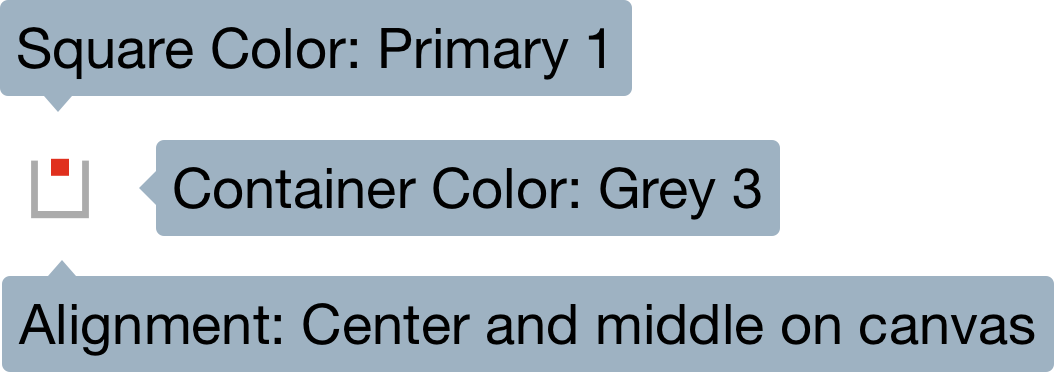 Square Color: Primary 1
Container Color: Grey 3
Alignment: Center and middle on canvas